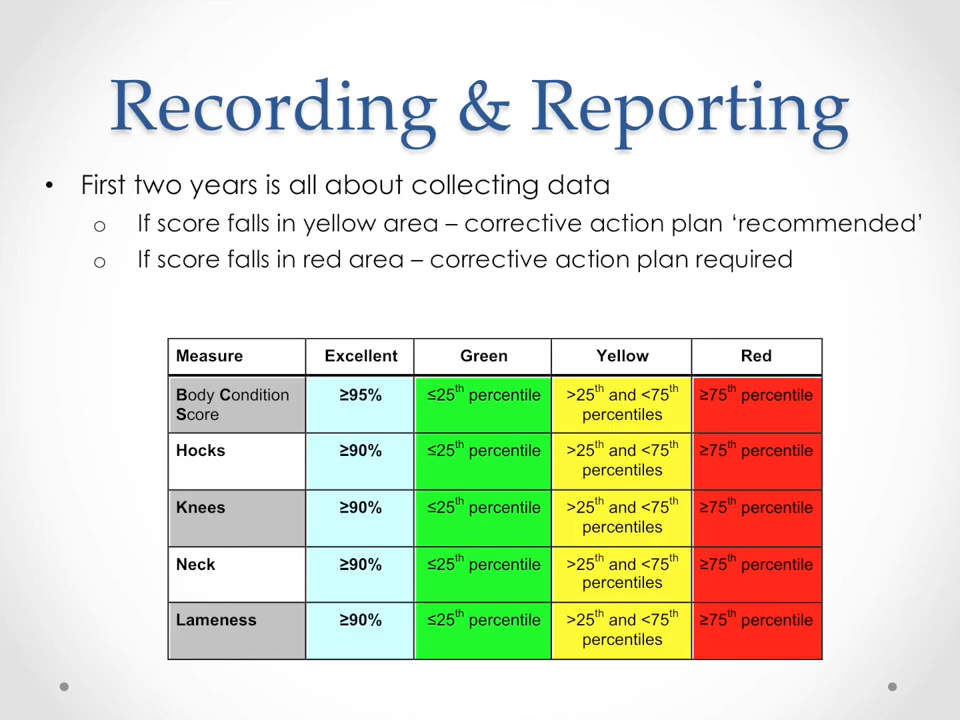 Recording & Reporting
• First two years is all about collecting data
o If score falls in yellow area – corrective action plan ‘recommended’
o If score falls in red area – corrective action plan required
Measure Excellent Green Yellow Red
Body Condition Score ≥95% ≤25th percentile >25th and <75th percentiles ≥75th percentile
Hocks ≥90% ≤25th percentile >25th and <75th percentiles ≥75th percentile
Knees ≥90% ≤25th percentile >25th and <75th percentiles ≥75th percentile
Neck ≥90% ≤25th percentile >25th and <75th percentiles ≥75th percentile
Lameness ≥90% ≤25th percentile >25th and <75th percentiles ≥75th percentile